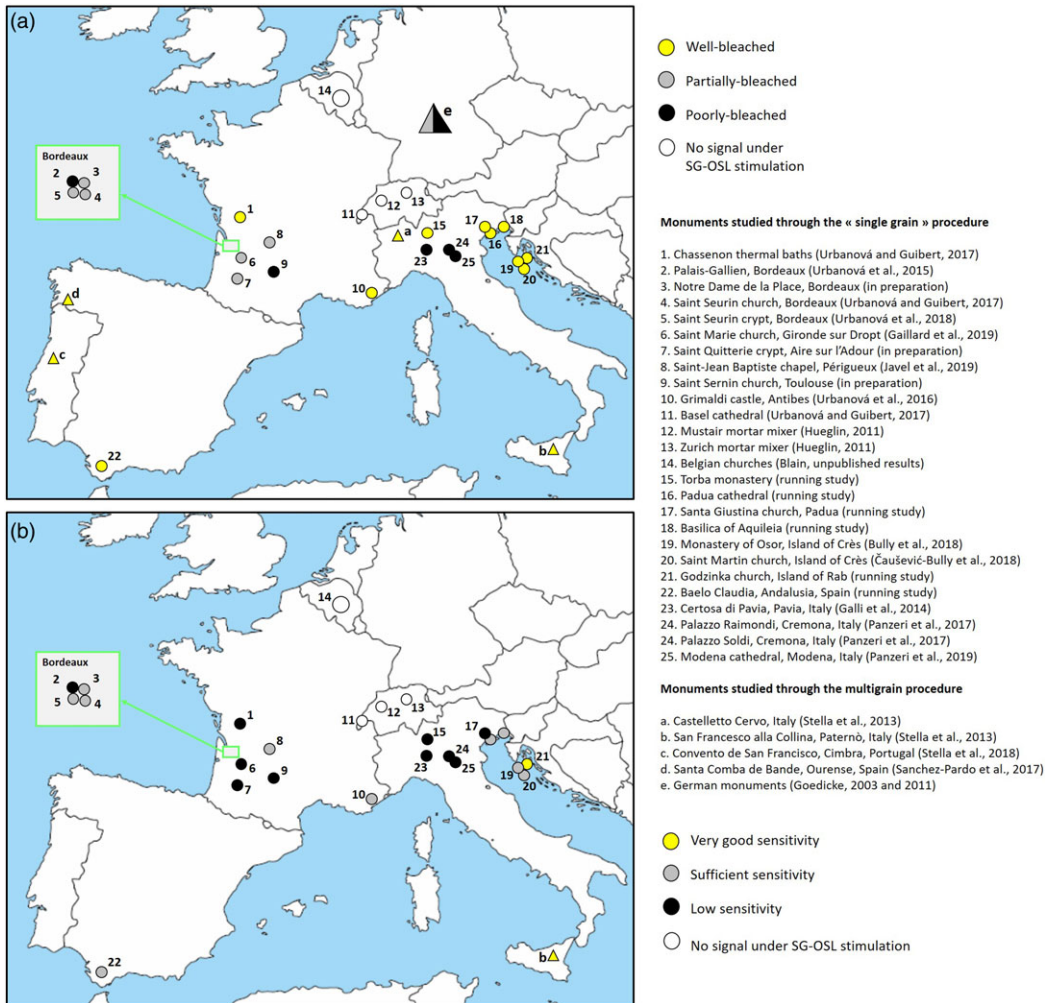 (a)
14
e
Bordeaux
2
3
5
4
1
8
6
9
7
10
11
12
13
a
15
23
24
25
17
18
16
21
19
20
d
c
22
b
Well-bleached
Partially-bleached
Poorly-bleached
No signal under
SG-OSL stimulation
Monuments studied through the « single grain » procedure
1. Chassenon thermal baths (Urbanová and Guibert, 2017)
2. Palais-Gallien, Bordeaux (Urbanová et al., 2015)
3. Notre Dame de la Place, Bordeaux (in preparation)
4. Saint Seurin church, Bordeaux (Urbanová and Guibert, 2017)
5. Saint Seurin crypt, Bordeaux (Urbanová et al., 2018)
6. Saint Marie church, Gironde sur Dropt (Gaillard et al., 2019)
7. Saint Quitterie crypt, Aire sur l'Adour (in preparation)
8. Saint-Jean Baptiste chapel, Périgueux (Javel et al., 2019)
9. Saint Sernin church, Toulouse (in preparation)
10. Grimaldi castle, Antibes (Urbanová et al., 2016)
11. Basel cathedral (Urbanová and Guibert, 2017)
12. Mustair mortar mixer (Hueglin, 2011)
13. Zurich mortar mixer (Hueglin, 2011)
14. Belgian churches (Blain, unpublished results)
15. Torba monastery (running study)
16. Padua cathedral (running study)
17. Santa Giustina church, Padua (running study)
18. Basilica of Aquileia (running study)
19. Monastery of Osor, Island of Crès (Bully et al., 2018)
20. Saint Martin church, Island of Crès (Čaušević-Bully et al., 2018)
21. Godzinka church, Island of Rab (running study)
22. Baelo Claudia, Andalusia, Spain (running study)
23. Certosa di Pavia, Pavia, Italy (Galli et al., 2014)
24. Palazzo Raimondi, Cremona, Italy (Panzeri et al., 2017)
24. Palazzo Soldi, Cremona, Italy (Panzeri et al., 2017)
25. Modena cathedral, Modena, Italy (Panzeri et al., 2019)
Monuments studied through the multigrain procedure
a. Castelletto Cervo, Italy (Stella et al., 2013)
b. San Francesco alla Collina, Paternò, Italy (Stella et al., 2013)
c. Convento de San Francisco, Cimbra, Portugal (Stella et al., 2018)
d. Santa Comba de Bande, Ourense, Spain (Sanchez-Pardo et al., 2017)
e. German monuments (Goedicke, 2003 and 2011)
(b)
14
Bordeaux
2
3
5
4
1
8
6
9
7
10
11
12
13
15
23
24
25
17
21
19
20
22
b
Very good sensitivity
Sufficient sensitivity
Low sensitivity
No signal under SG-OSL stimulation